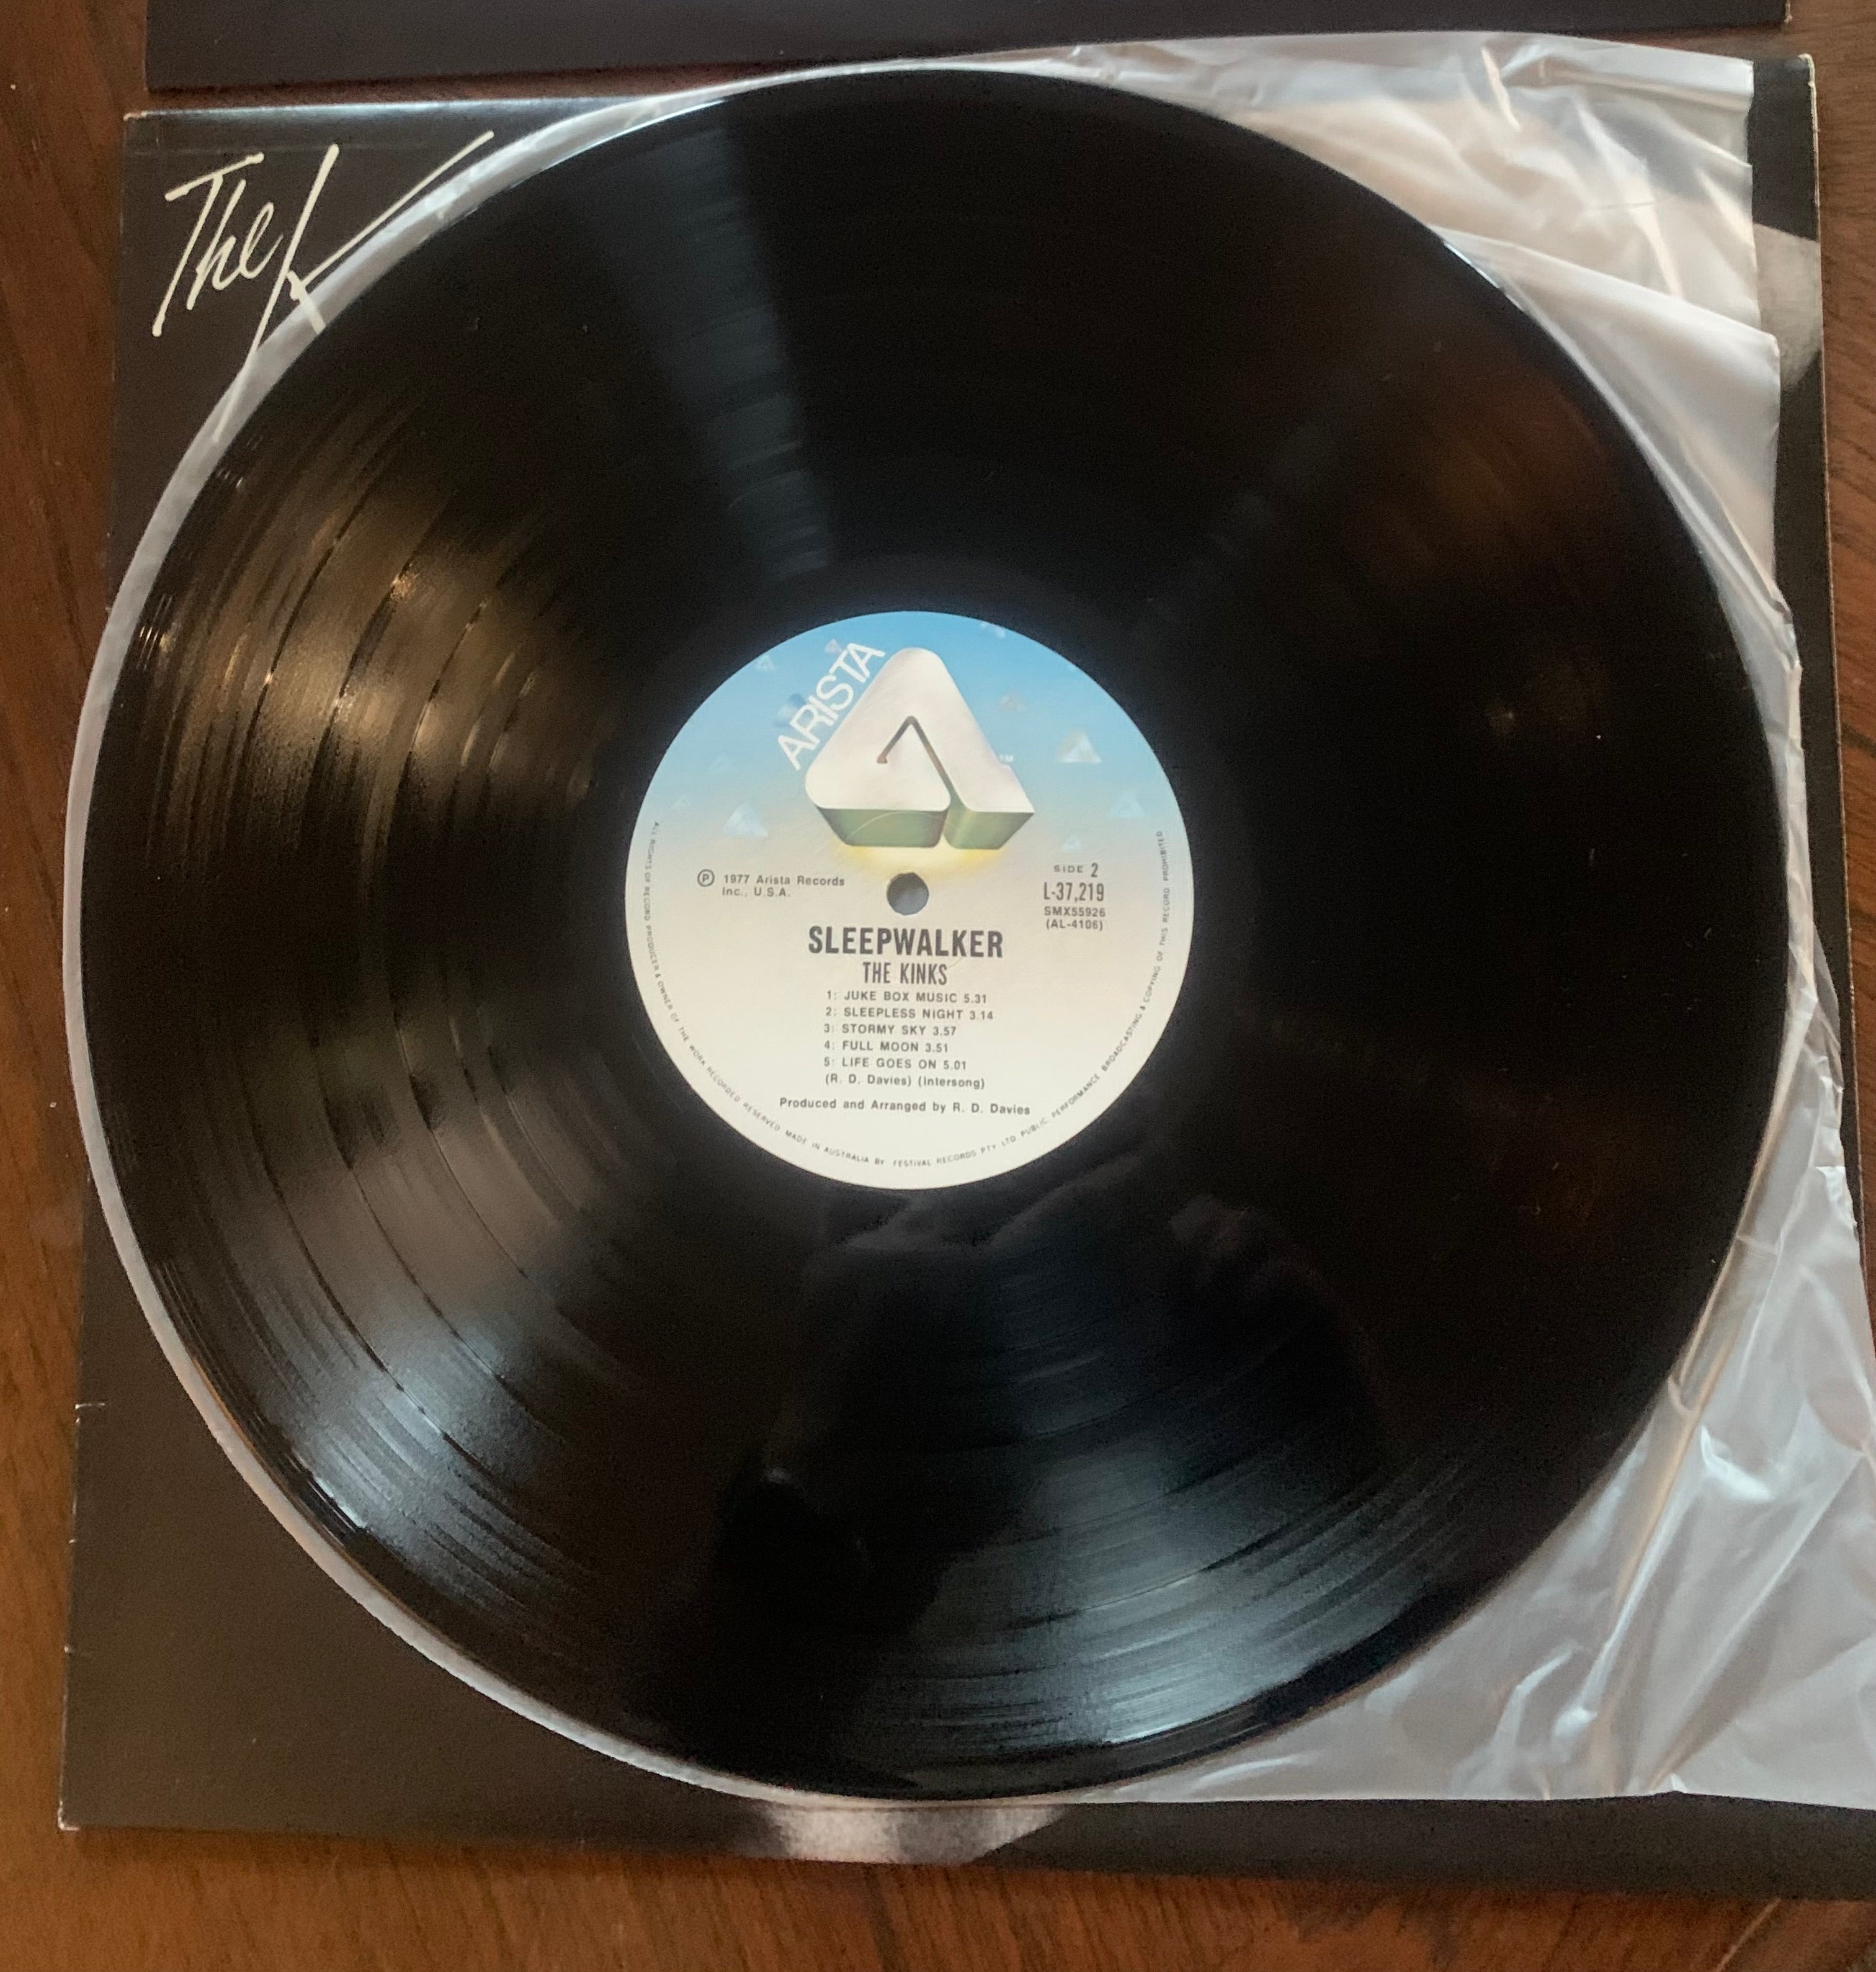 The K
ARISTA
TM
SIDE 2
Ⓟ 1977 Arista Records
Inc., U.S.A.
L-37,219
SMX55926
(AL-4106)
SLEEPWALKER
THE KINKS
1: JUKE BOX MUSIC 5.31
2: SLEEPLESS NIGHT 3.14
3: STORMY SKY 3.57
4: FULL MOON 3.51
5: LIFE GOES ON 5.01
(R. D. Davies) (Intersong)
Produced and Arranged by R. D. Davies
ALL RIGHTS OF RECORD PRODUCER & OWNER OF THE WORK RECORDED RESERVED. MADE IN AUSTRALIA BY FESTIVAL RECORDS PTY. LTD. PUBLIC PERFORMANCE BROADCASTING & COPYING OF THIS RECORD PROHIBITED